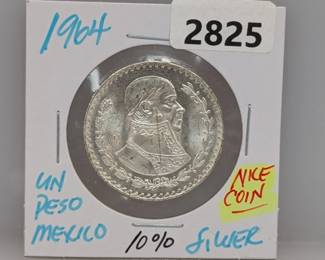 2825
1964
UN
PESO
MEXICO
NICE
COIN
10%
SILVER